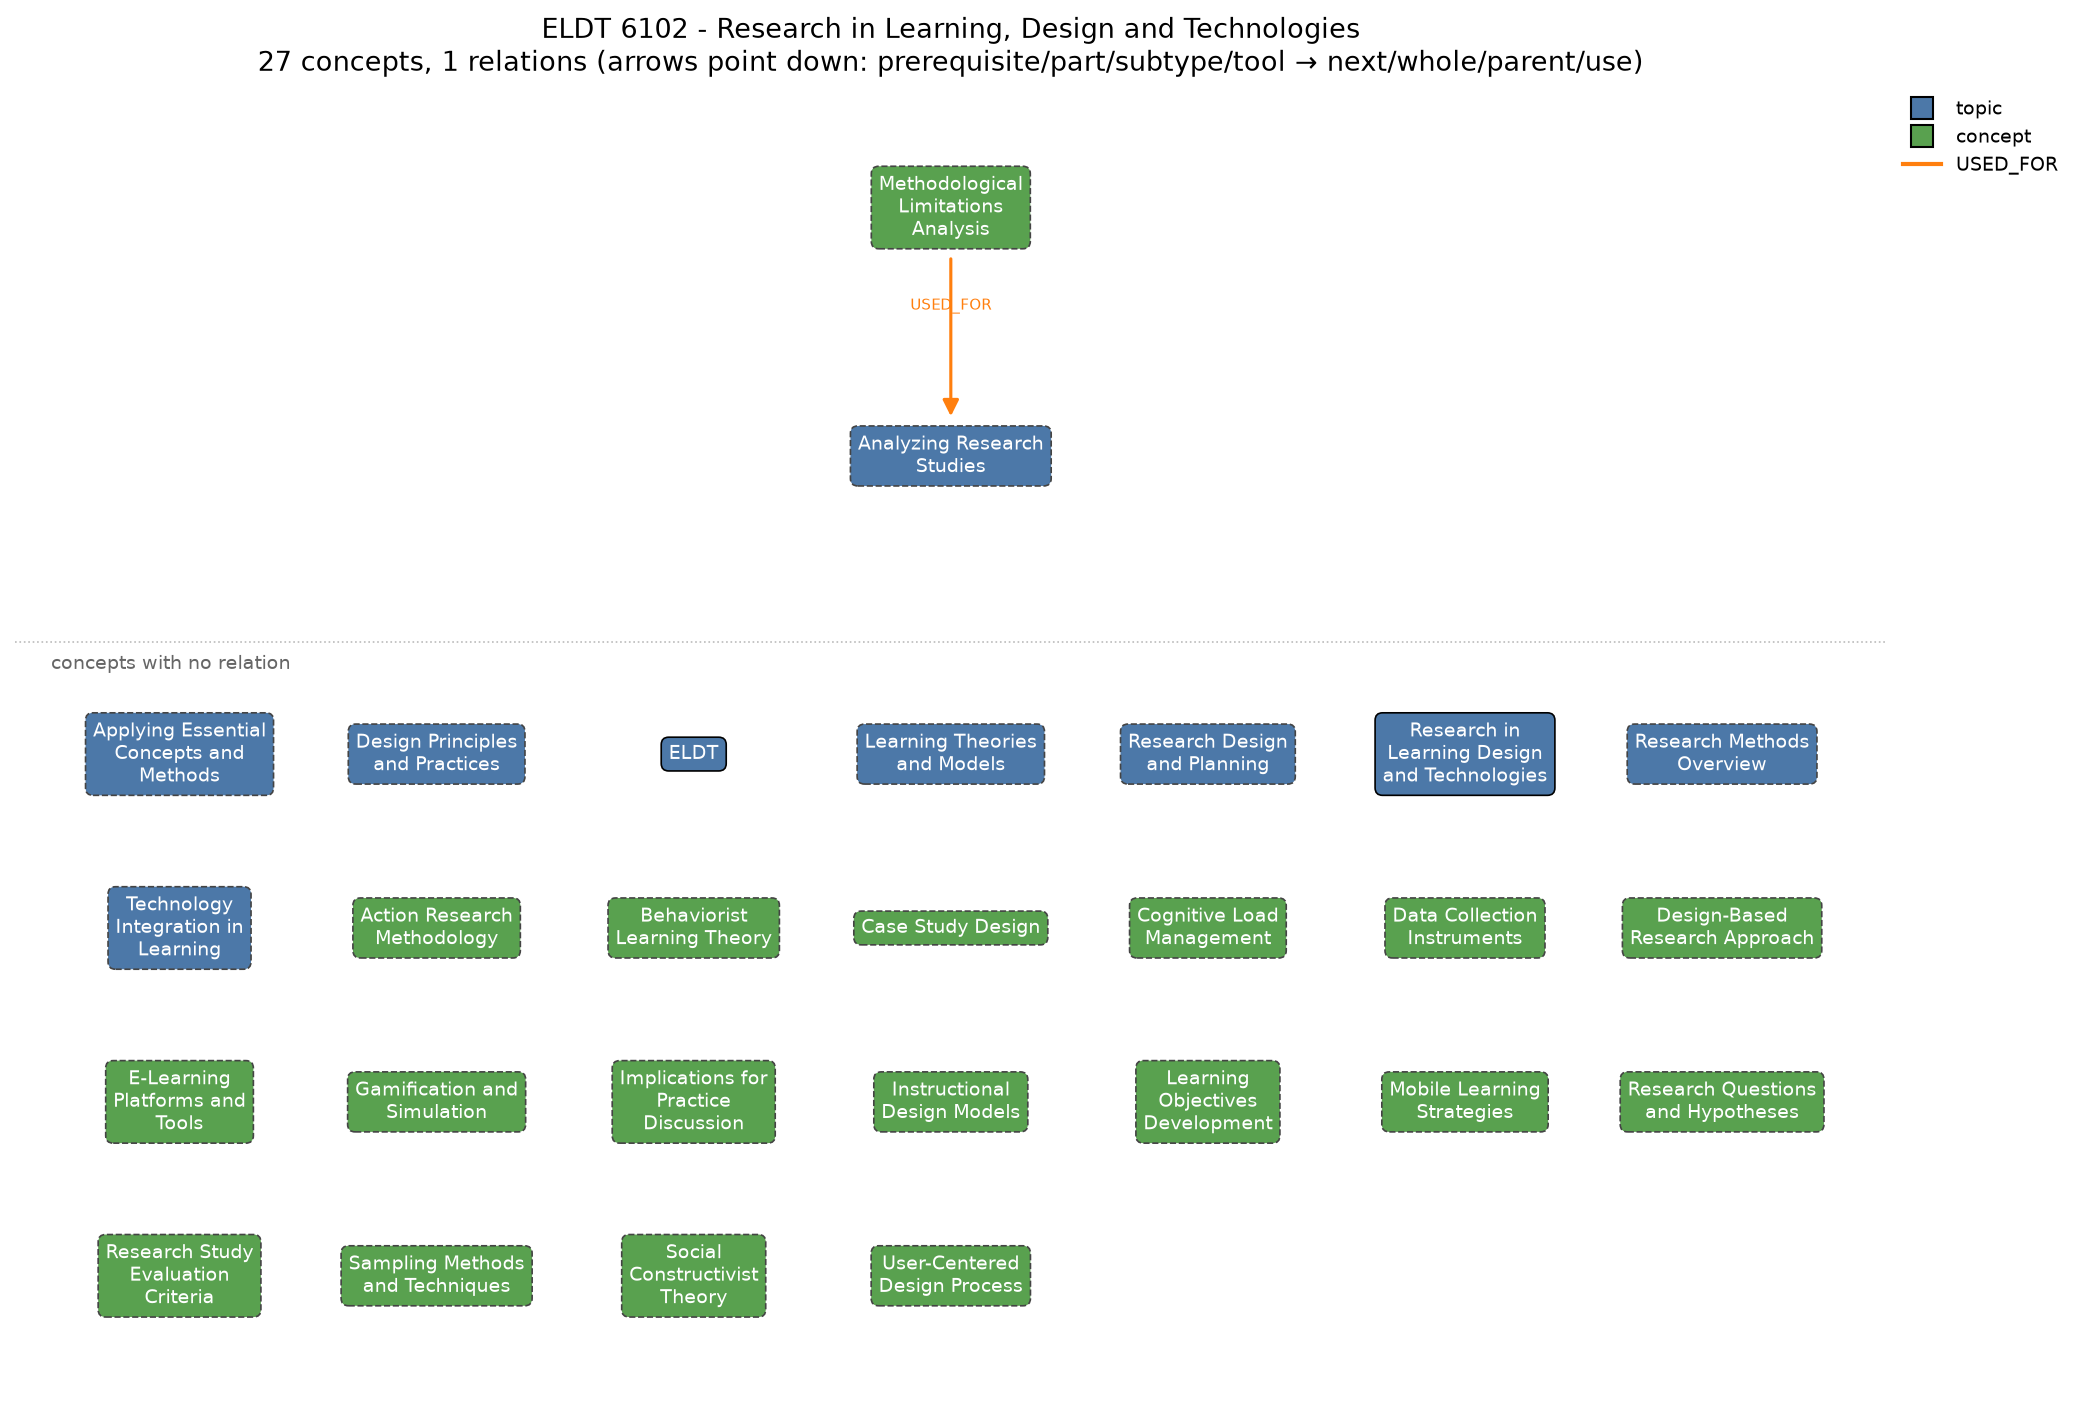 ELDT 6102 - Research in Learning, Design and Technologies
27 concepts, 1 relations (arrows point down: prerequisite/part/subtype/tool → next/whole/parent/use)
topic
concept
USED_FOR
Methodological
Limitations
Analysis
USED_FOR
Analyzing Research
Studies
concepts with no relation
Applying Essential
Concepts and
Methods
Design Principles
and Practices
ELDT
Learning Theories
and Models
Research Design
and Planning
Research in
Learning Design
and Technologies
Research Methods
Overview
Technology
Integration in
Learning
Action Research
Methodology
Behaviorist
Learning Theory
Case Study Design
Cognitive Load
Management
Data Collection
Instruments
Design-Based
Research Approach
E-Learning
Platforms and
Tools
Gamification and
Simulation
Implications for
Practice
Discussion
Instructional
Design Models
Learning
Objectives
Development
Mobile Learning
Strategies
Research Questions
and Hypotheses
Research Study
Evaluation
Criteria
Sampling Methods
and Techniques
Social
Constructivist
Theory
User-Centered
Design Process